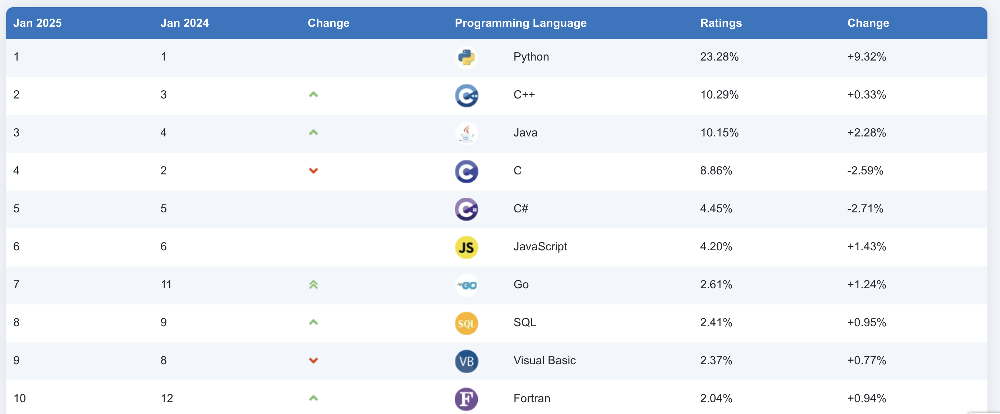 Jan 2025 Jan 2024 Change Programming Language Ratings Change
1 1 Python 23.28% +9.32%
2 3 C++ C++ 10.29% +0.33%
3 4 Java 10.15% +2.28%
4 2 C C 8.86% -2.59%
5 5 C# C# 4.45% -2.71%
6 6 JS JavaScript 4.20% +1.43%
7 11 GO Go 2.61% +1.24%
8 9 SQL SQL 2.41% +0.95%
9 8 VB Visual Basic 2.37% +0.77%
10 12 F Fortran 2.04% +0.94%